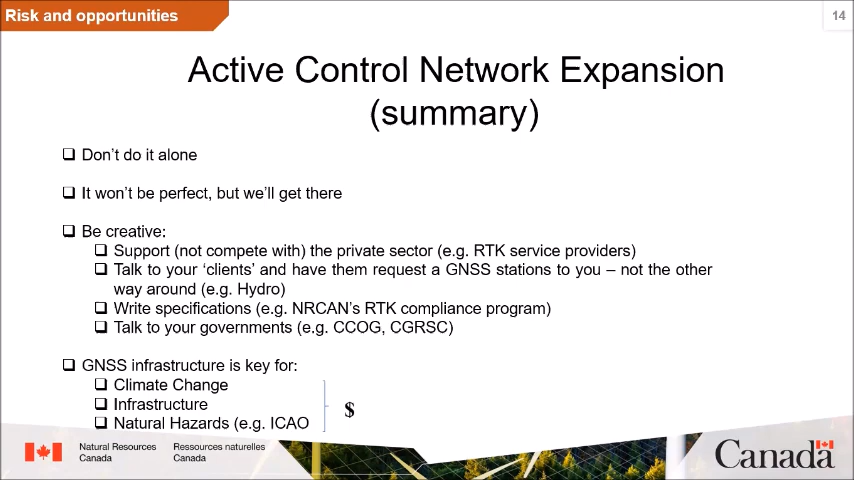 Risk and opportunities
14
Active Control Network Expansion
(summary)
❑ Don't do it alone
❑ It won't be perfect, but we'll get there
❑ Be creative:
❑ Support (not compete with) the private sector (e.g. RTK service providers)
❑ Talk to your 'clients' and have them request a GNSS stations to you – not the other
way around (e.g. Hydro)
❑ Write specifications (e.g. NRCAN's RTK compliance program)
❑ Talk to your governments (e.g. CCOG, CGRSC)
❑ GNSS infrastructure is key for:
❑ Climate Change
❑ Infrastructure
❑ Natural Hazards (e.g. ICAO
$
Natural Resources
Canada
Ressources naturelles
Canada
Canada